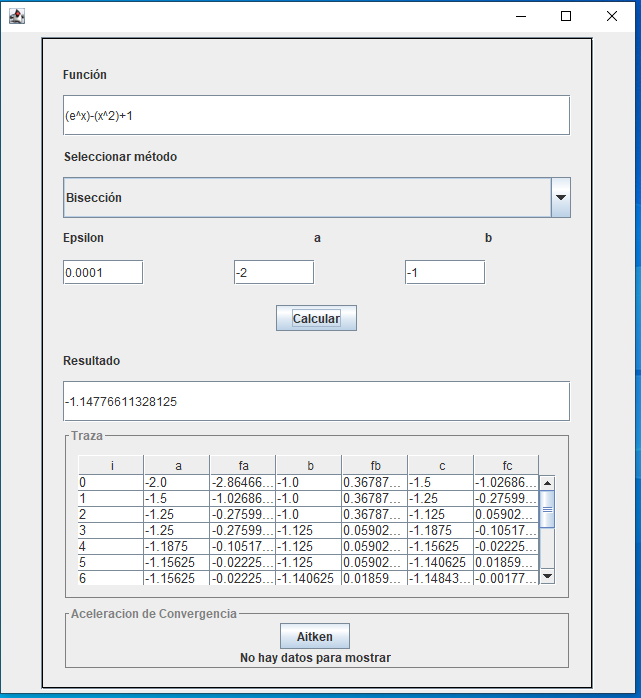 Función
(e^x)-(x^2)+1
Seleccionar método
Bisección
Epsilon a b
0.0001 -2 -1
Calcular
Resultado
-1.14776611328125
Traza
i a fa b fb c fc
0 -2.0 -2.86466... -1.0 0.36787... -1.5 -1.02686...
1 -1.5 -1.02686... -1.0 0.36787... -1.25 -0.27599...
2 -1.25 -0.27599... -1.0 0.36787... -1.125 0.05902...
3 -1.25 -0.27599... -1.125 0.05902... -1.1875 -0.10517...
4 -1.1875 -0.10517... -1.125 0.05902... -1.15625 -0.02225...
5 -1.15625 -0.02225... -1.125 0.05902... -1.140625 0.01859...
6 -1.15625 -0.02225... -1.140625 0.01859... -1.14843... -0.00177...
Aceleracion de Convergencia
Aitken
No hay datos para mostrar